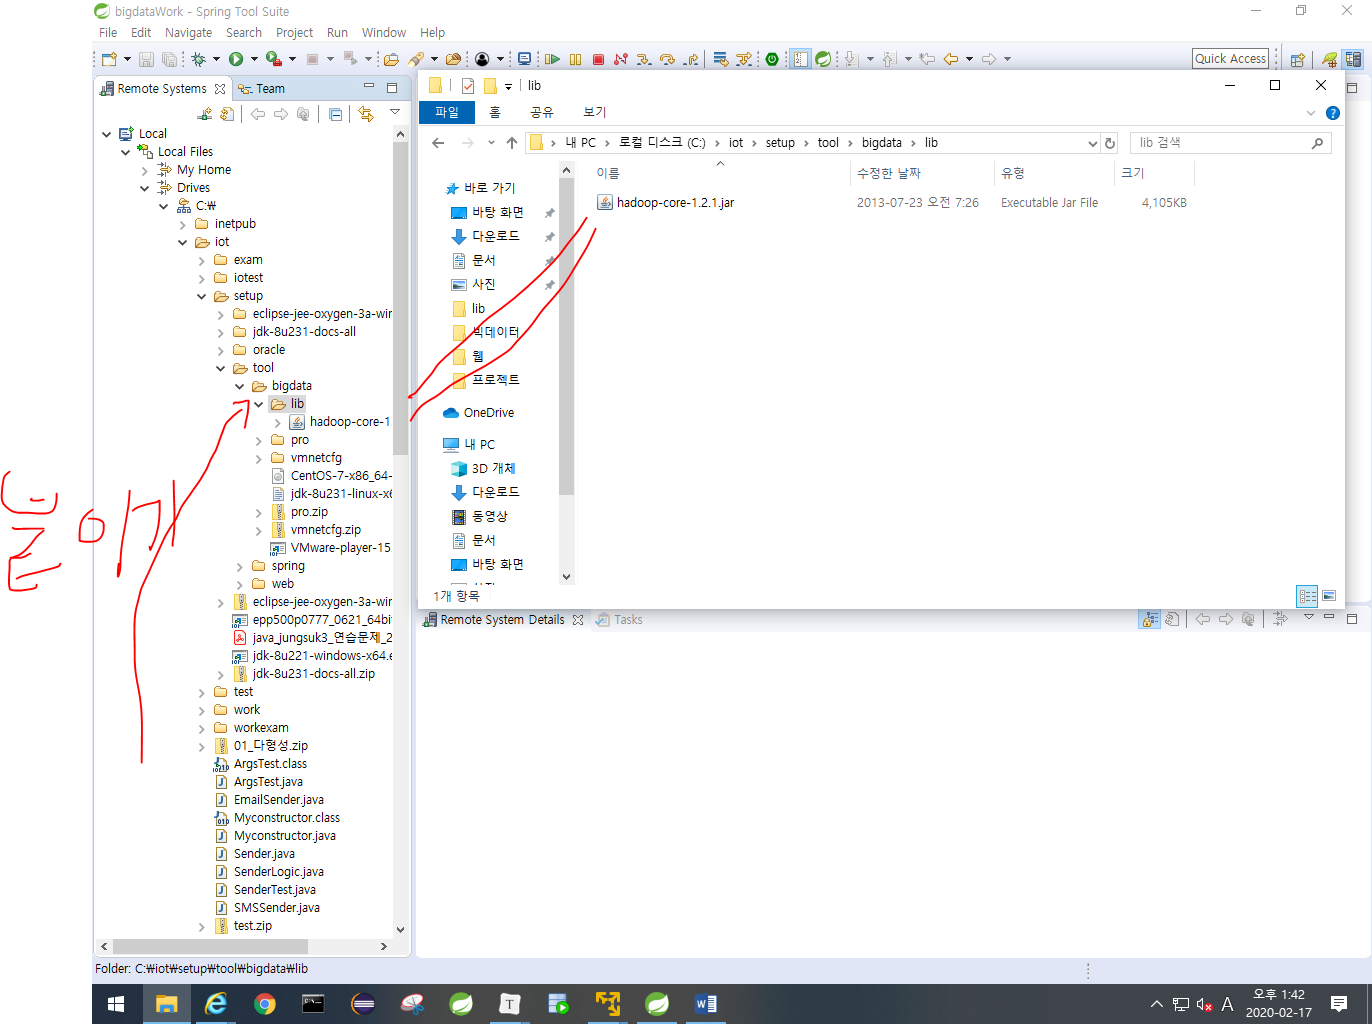 bigdataWork - Spring Tool Suite
File Edit Navigate Search Project Run Window Help
Quick Access
Remote Systems Team
Local
Local Files
My Home
Drives
C:₩
inetpub
iot
exam
iotest
setup
eclipse-jee-oxygen-3a-wir
jdk-8u231-docs-all
oracle
tool
bigdata
lib
hadoop-core-1
pro
vmnetcfg
CentOS-7-x86_64-
jdk-8u231-linux-x6
pro.zip
vmnetcfg.zip
VMware-player-15
spring
web
eclipse-jee-oxygen-3a-wir
epp500p0777_0621_64bi
java_jungsuk3_연습문제_2
jdk-8u221-windows-x64.e
jdk-8u231-docs-all.zip
test
work
workexam
01_다형성.zip
ArgsTest.class
ArgsTest.java
EmailSender.java
Myconstructor.class
Myconstructor.java
Sender.java
SenderLogic.java
SenderTest.java
SMSSender.java
test.zip
Folder: C:₩iot₩setup₩tool₩bigdata₩lib
lib
파일 홈 공유 보기
내 PC › 로컬 디스크 (C:) › iot › setup › tool › bigdata › lib
lib 검색
이름 수정한 날짜 유형 크기
hadoop-core-1.2.1.jar 2013-07-23 오전 7:26 Executable Jar File 4,105KB
바로 가기
바탕 화면
다운로드
문서
사진
lib
빅데이터
웹
프로젝트
OneDrive
내 PC
3D 개체
다운로드
동영상
문서
바탕 화면
1개 항목
Remote System Details Tasks
오후 1:42
2020-02-17
A